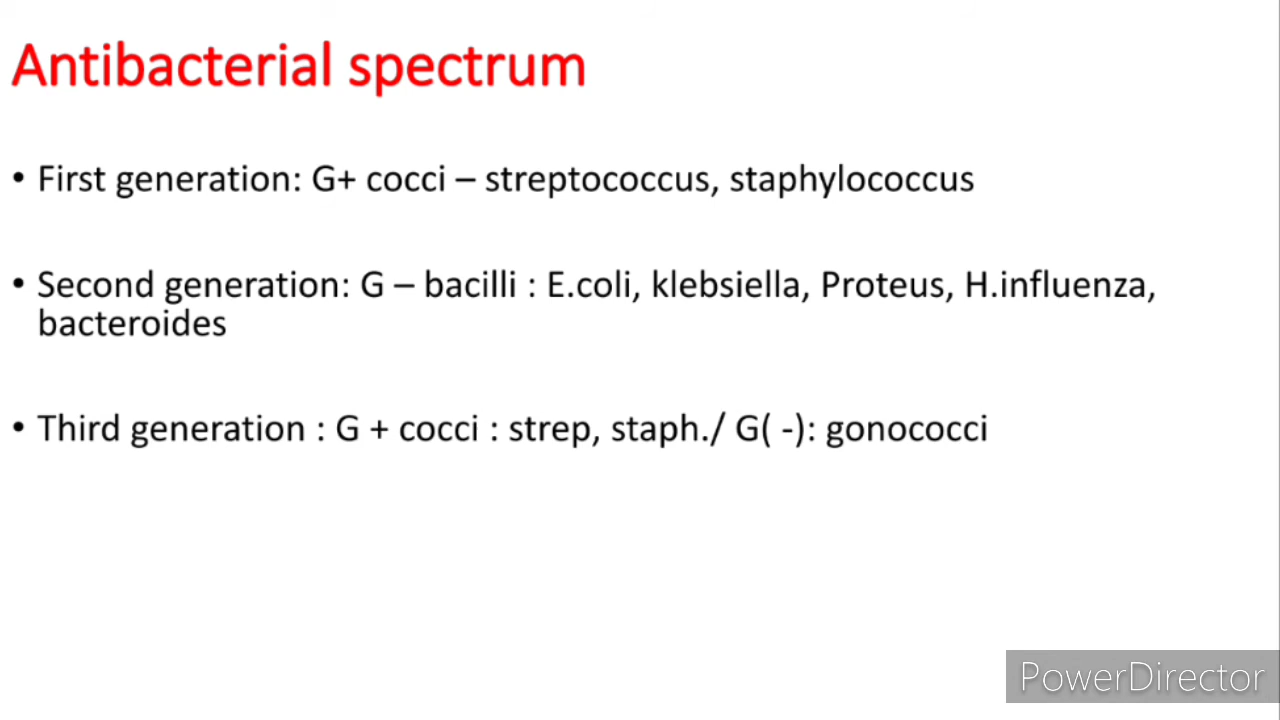 Antibacterial spectrum
• First generation: G+ cocci – streptococcus, staphylococcus
• Second generation: G – bacilli : E.coli, klebsiella, Proteus, H.influenza,
bacteroides
• Third generation : G + cocci : strep, staph./ G( -): gonococci
PowerDirector